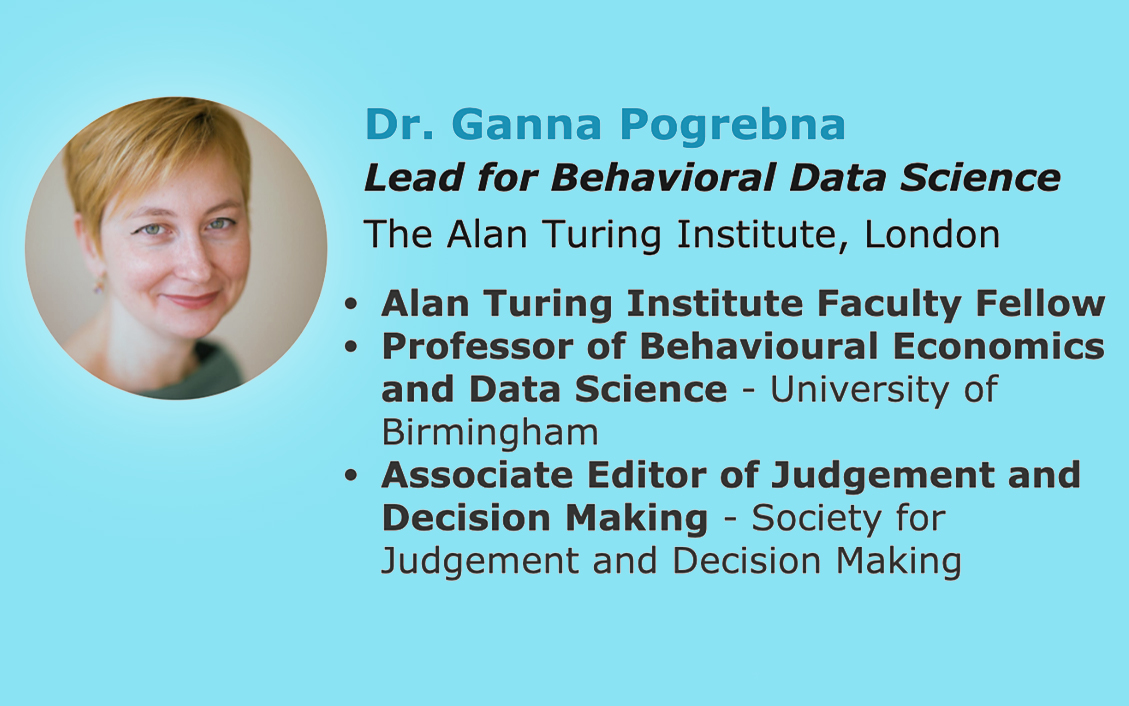 Dr. Ganna Pogrebna
Lead for Behavioral Data Science
The Alan Turing Institute, London
• Alan Turing Institute Faculty Fellow
• Professor of Behavioural Economics
and Data Science - University of
Birmingham
• Associate Editor of Judgement and
Decision Making - Society for
Judgement and Decision Making